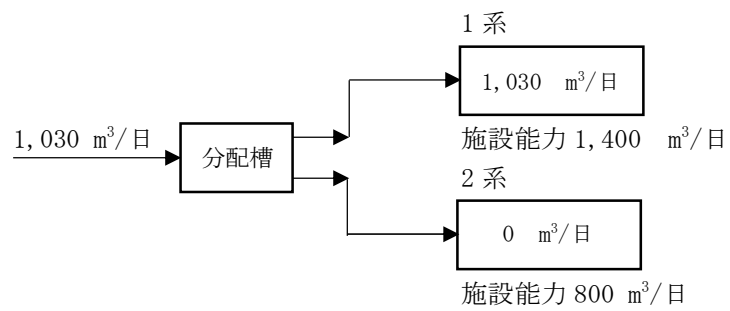 1系
1,030 m³/日
1,030 m³/日
分配槽
施設能力 1,400 m³/日
2系
0 m³/日
施設能力 800 m³/日